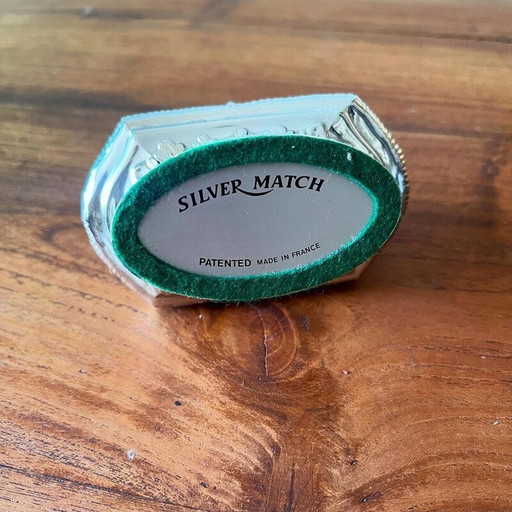 SILVER MATCH
PATENTED MADE IN FRANCE